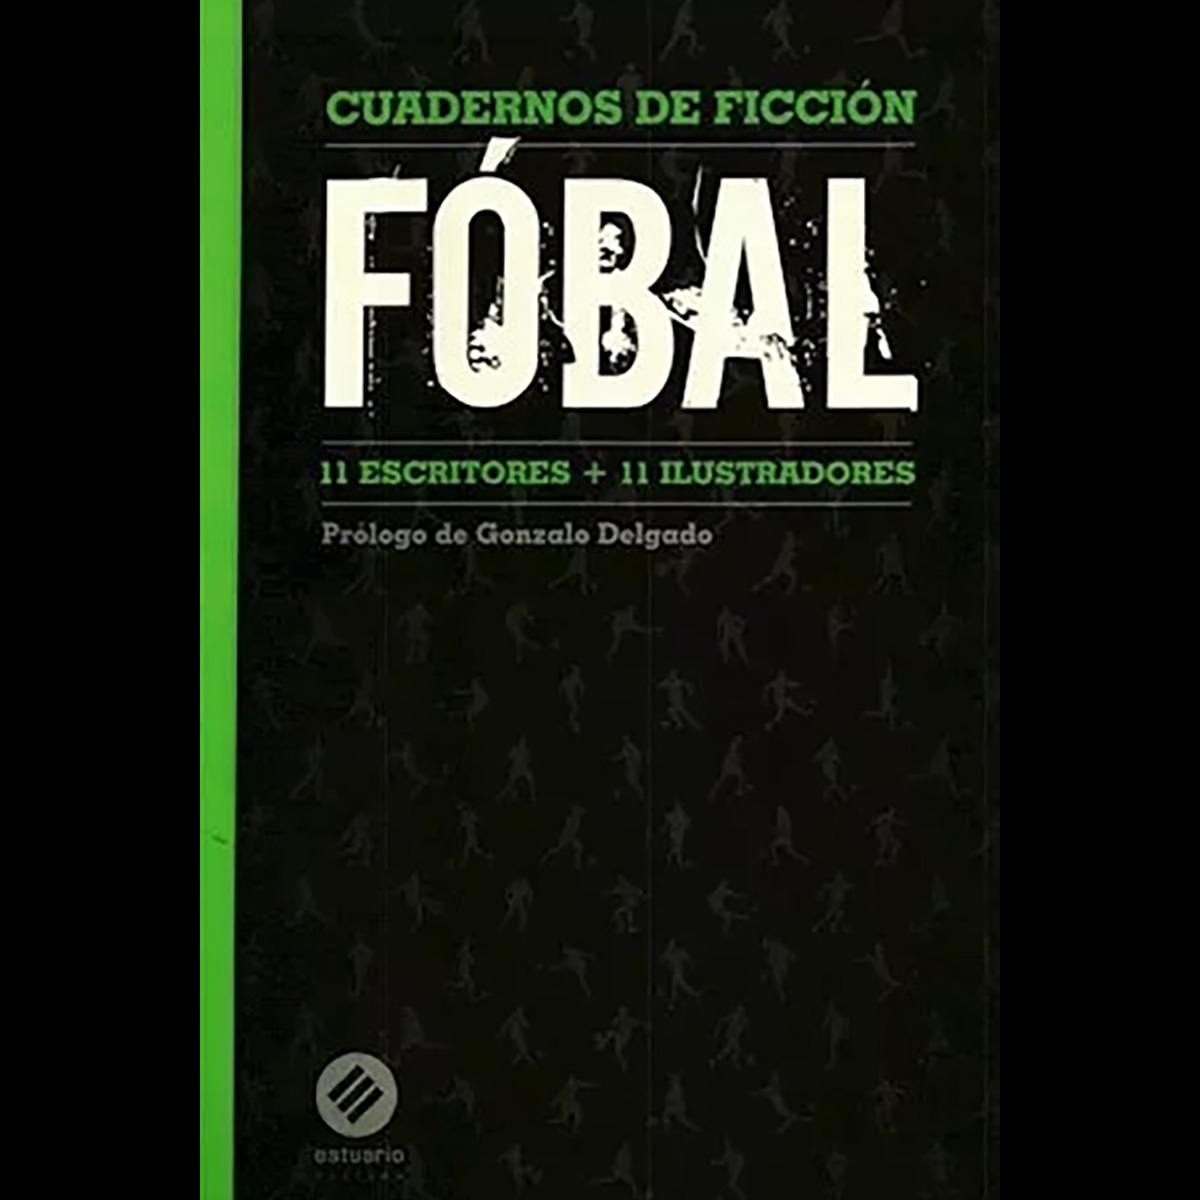 CUADERNOS DE FICCIÓN
FÓBAL
11 ESCRITORES + 11 ILUSTRADORES
Prólogo de Gonzalo Delgado
estuario